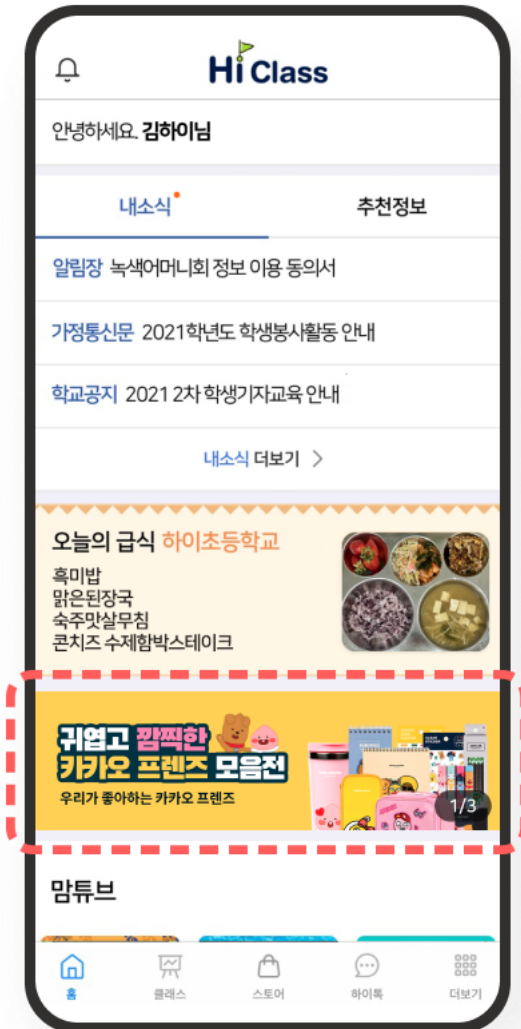 Hi Class
안녕하세요. 김하이님
내소식 추천정보
알림장 녹색어머니회 정보 이용 동의서
가정통신문 2021학년도 학생봉사활동 안내
학교공지 2021 2차 학생기자교육 안내
내소식 더보기 >
오늘의 급식 하이초등학교
흑미밥
맑은된장국
숙주맛살무침
콘치즈 수제함박스테이크
귀엽고 깜찍한
카카오 프렌즈 모음전
우리가 좋아하는 카카오 프렌즈
1/3
맘튜브
홈 클래스 스토어 하이톡 더보기